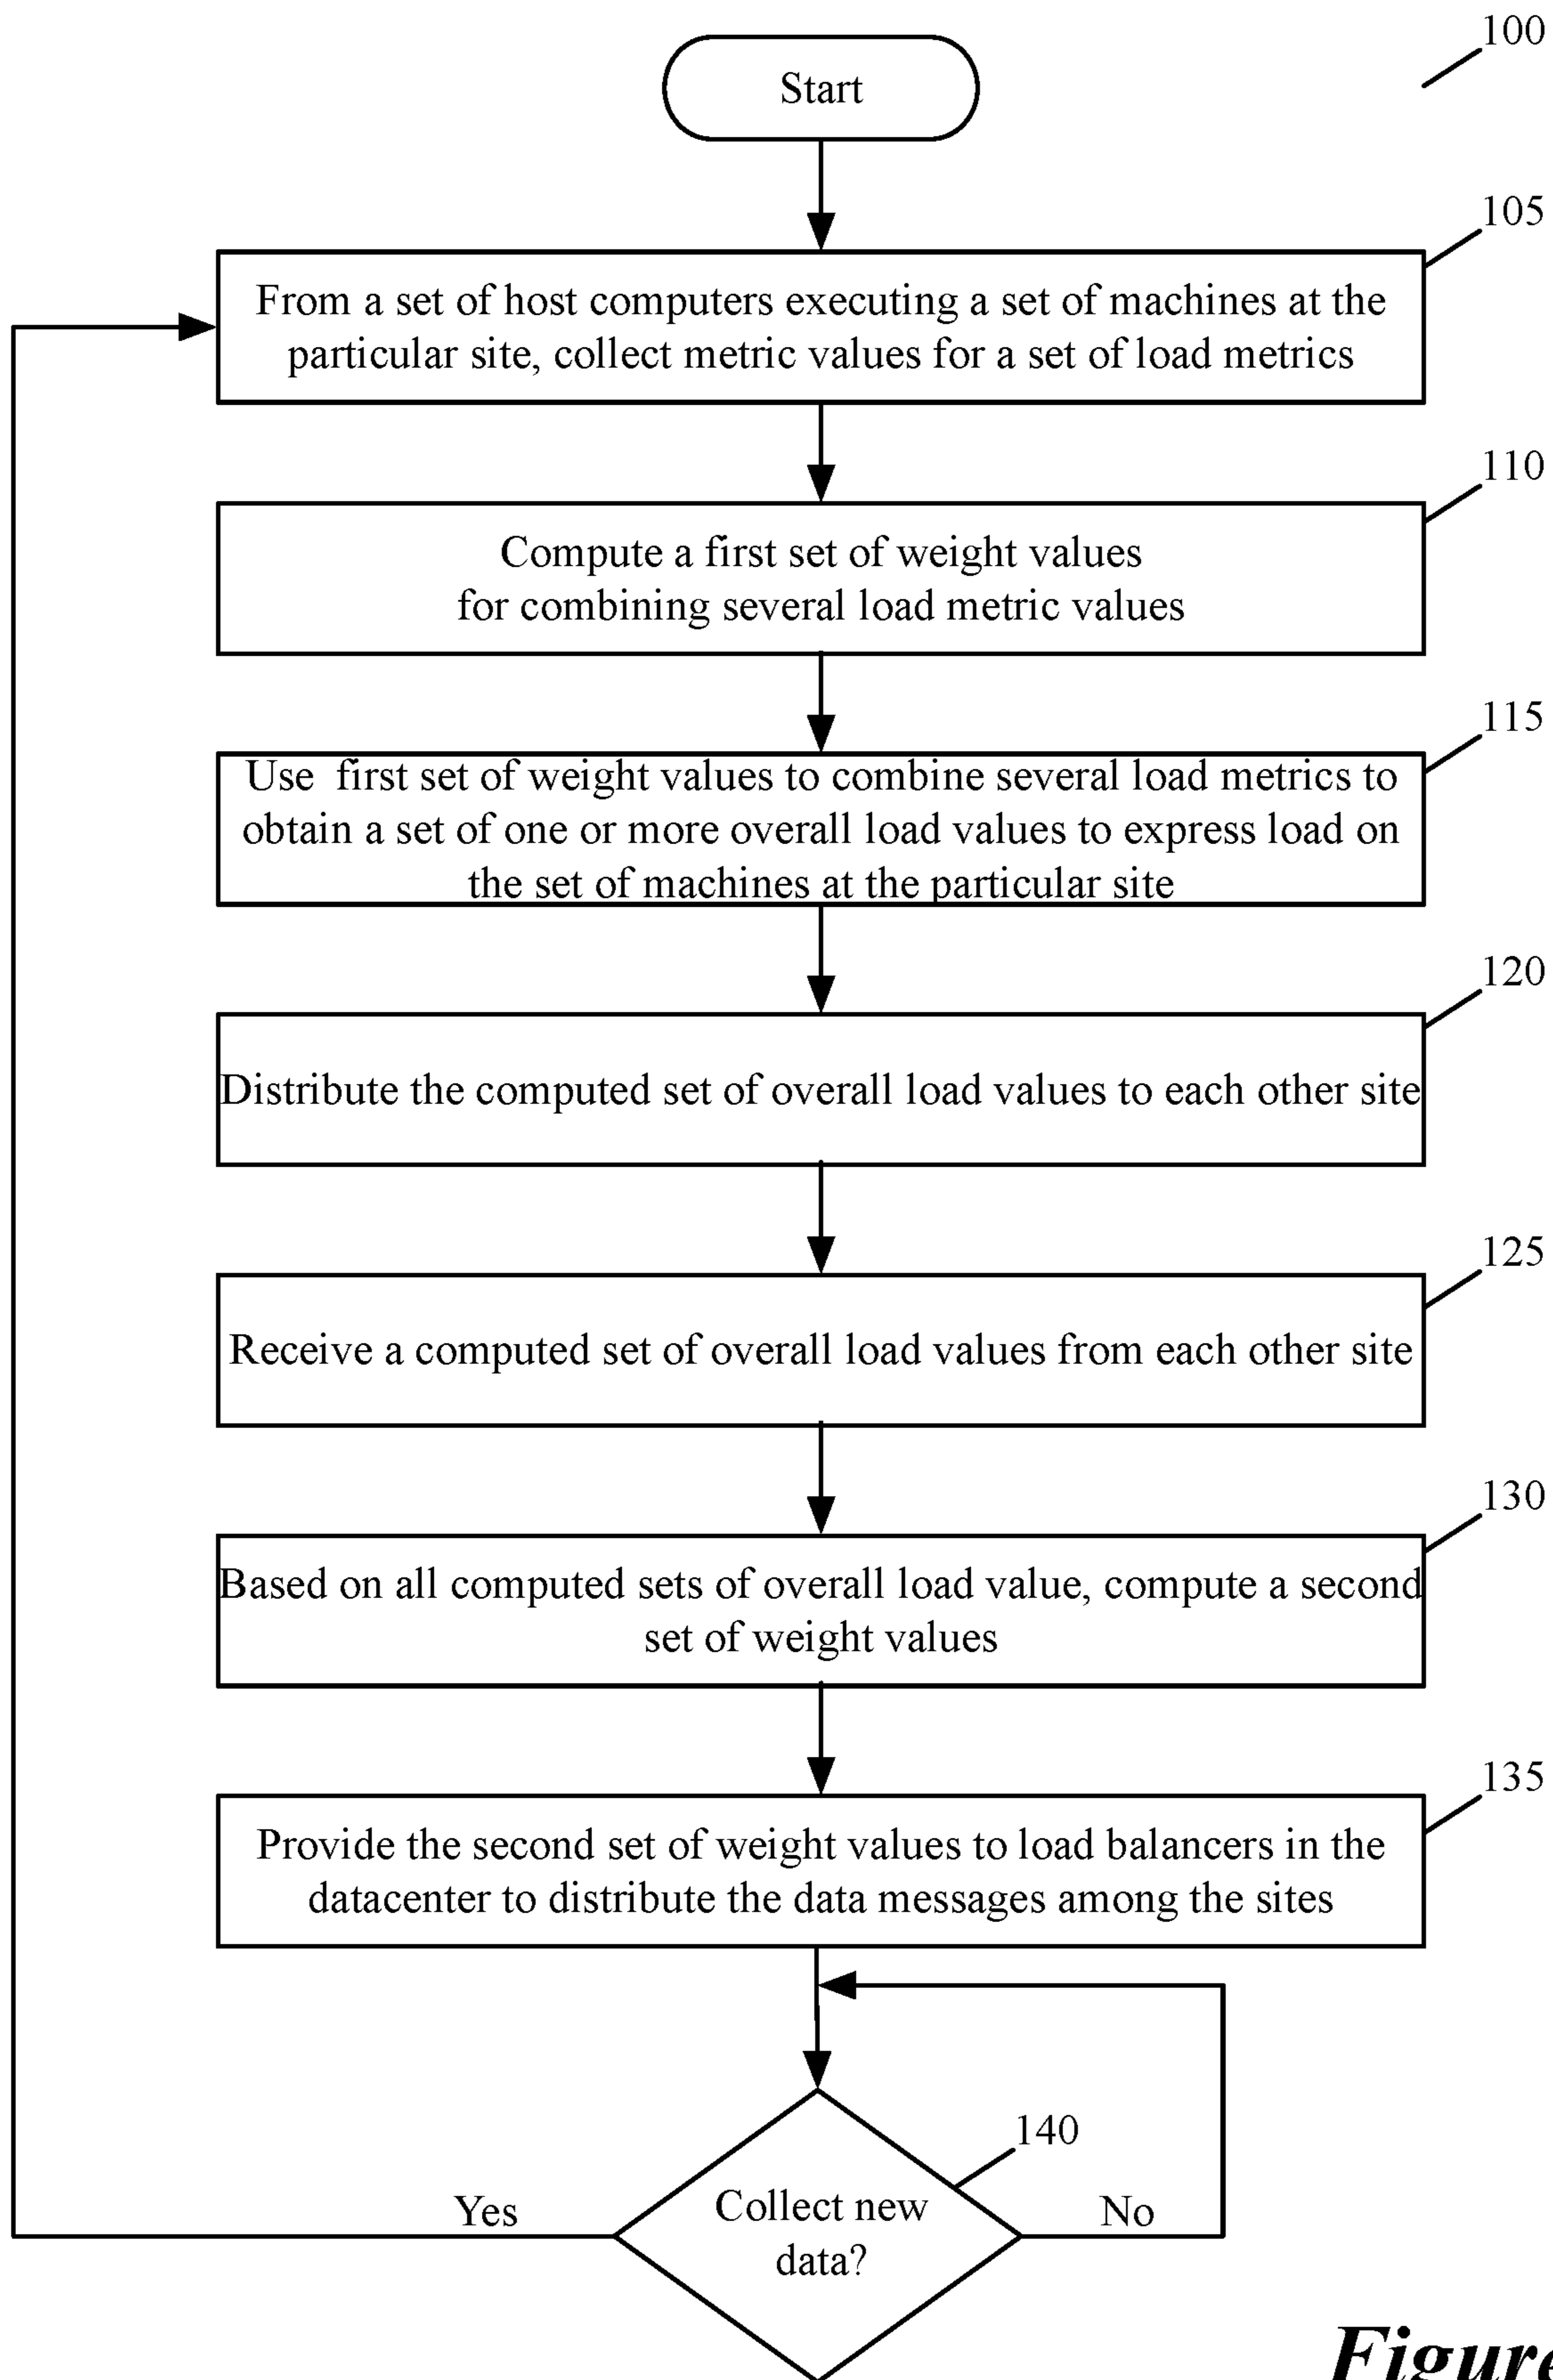 100
Start
105
From a set of host computers executing a set of machines at the
particular site, collect metric values for a set of load metrics
110
Compute a first set of weight values
for combining several load metric values
115
Use first set of weight values to combine several load metrics to
obtain a set of one or more overall load values to express load on
the set of machines at the particular site
120
Distribute the computed set of overall load values to each other site
125
Receive a computed set of overall load values from each other site
130
Based on all computed sets of overall load value, compute a second
set of weight values
135
Provide the second set of weight values to load balancers in the
datacenter to distribute the data messages among the sites
140
Yes
Collect new
data?
No
Figure